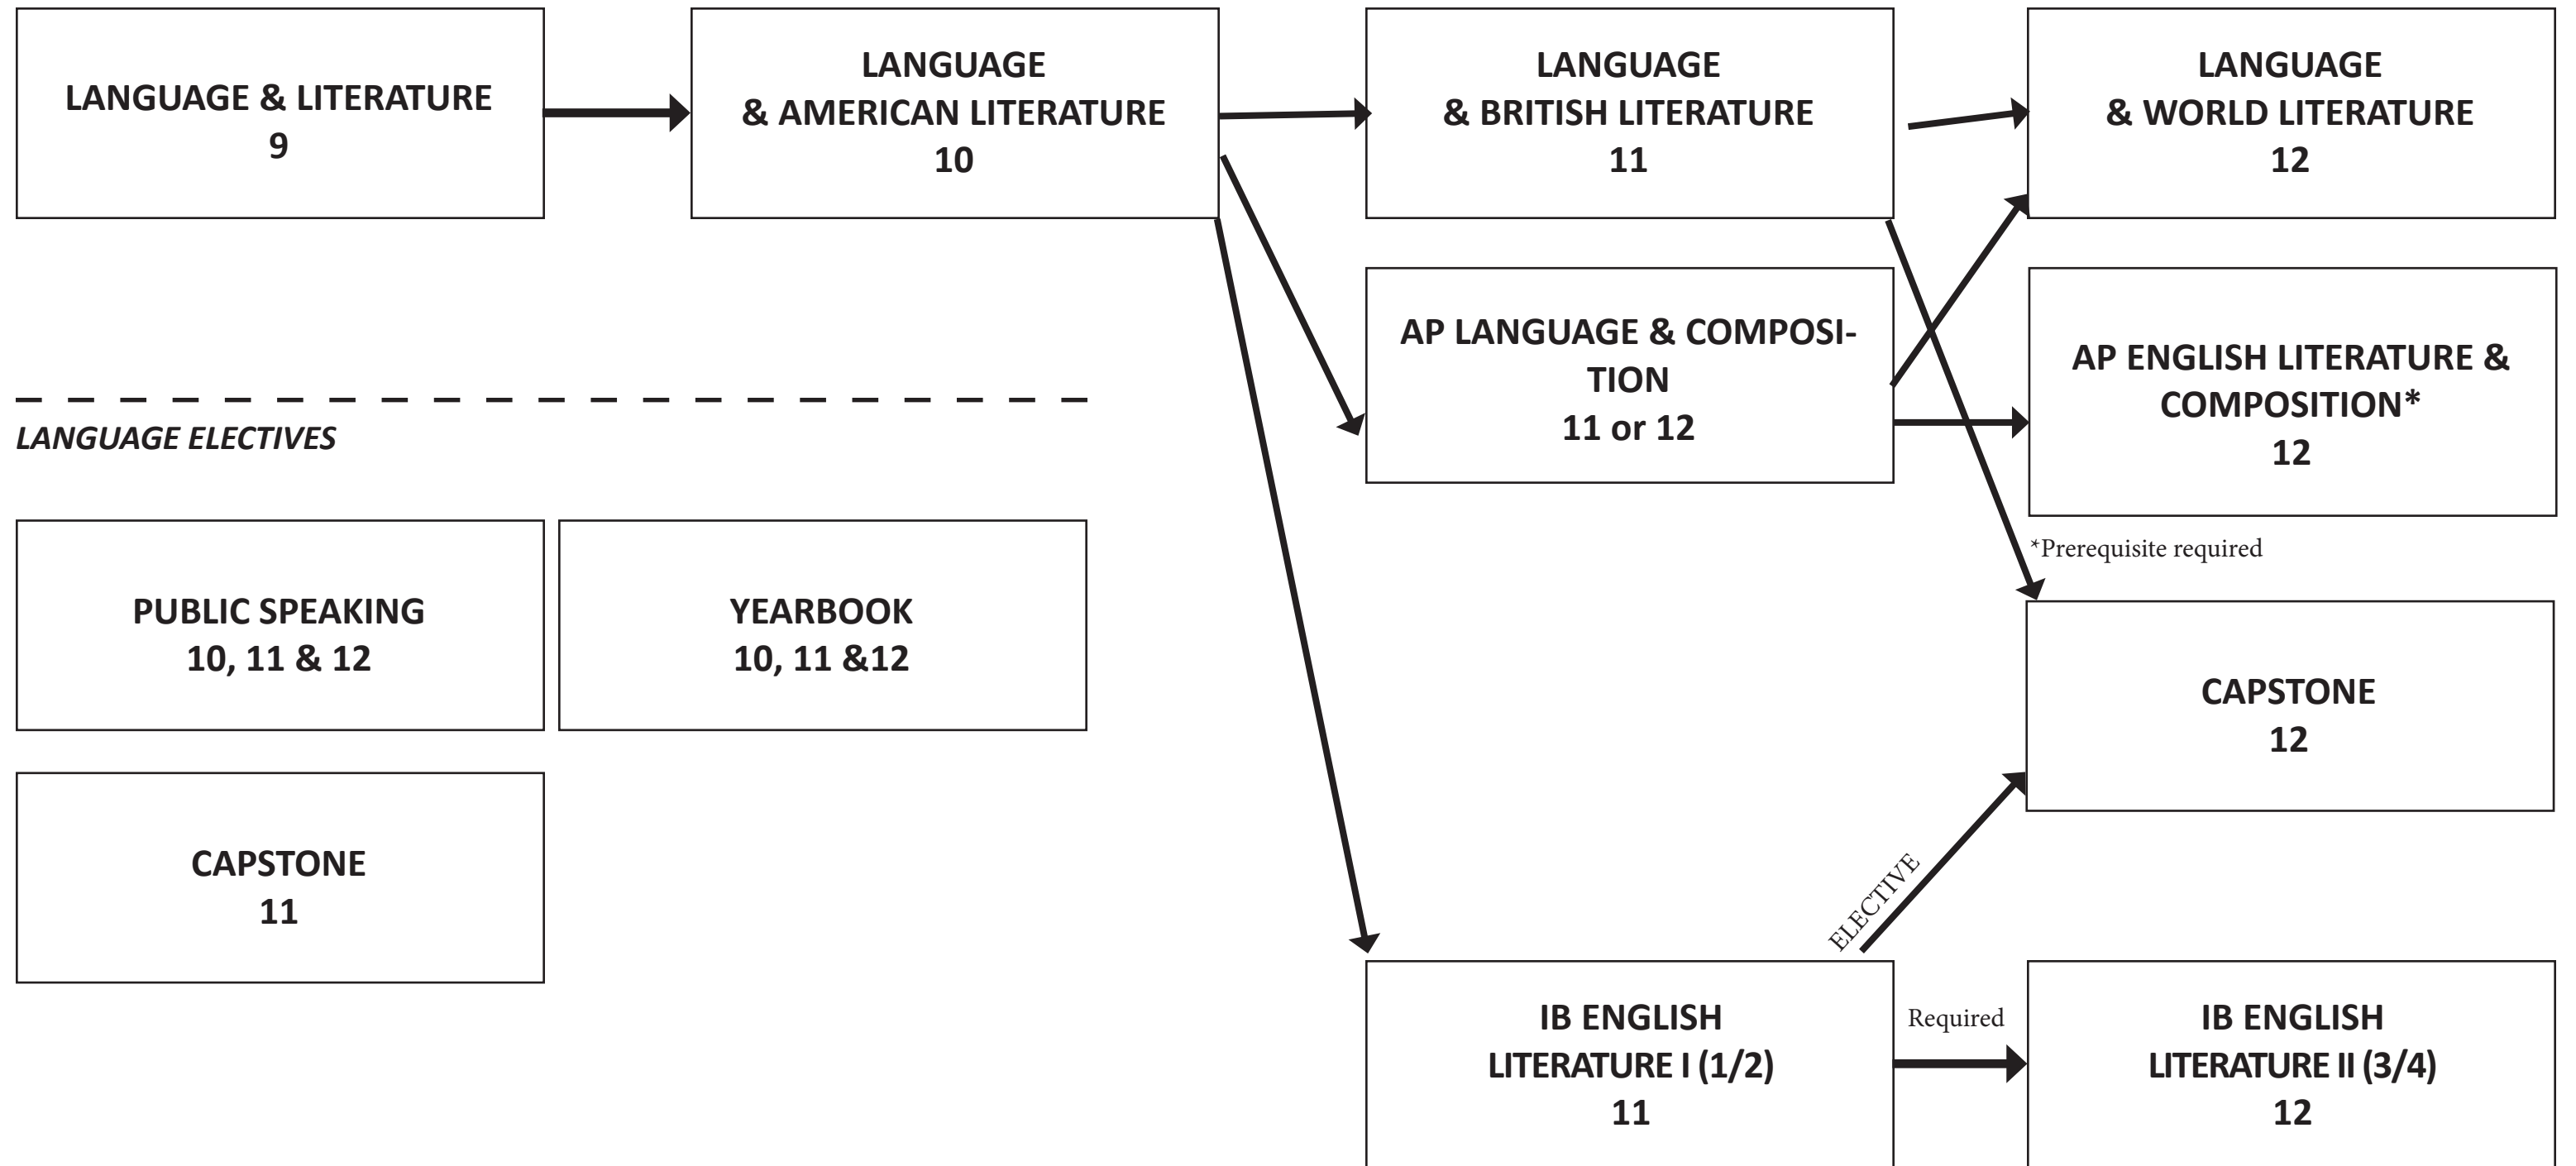 LANGUAGE & LITERATURE
9
LANGUAGE
& AMERICAN LITERATURE
10
LANGUAGE
& BRITISH LITERATURE
11
LANGUAGE
& WORLD LITERATURE
12
AP LANGUAGE & COMPOSI-
TION
11 or 12
AP ENGLISH LITERATURE &
COMPOSITION*
12
*Prerequisite required
LANGUAGE ELECTIVES
PUBLIC SPEAKING
10, 11 & 12
YEARBOOK
10, 11 &12
CAPSTONE
11
CAPSTONE
12
ELECTIVE
IB ENGLISH
LITERATURE I (1/2)
11
Required
IB ENGLISH
LITERATURE II (3/4)
12